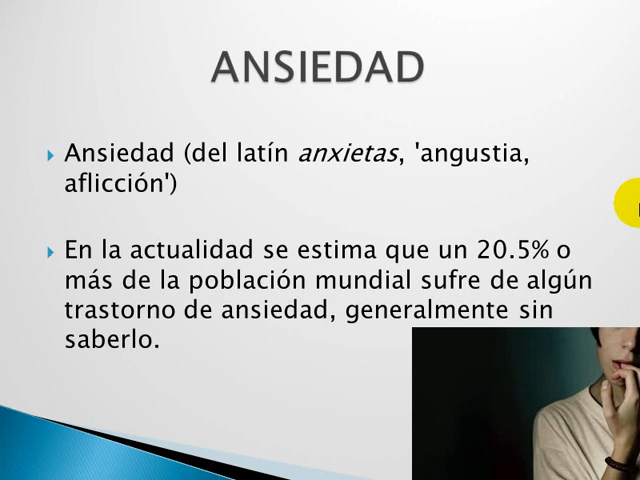 ANSIEDAD
Ansiedad (del latín anxietas, 'angustia,
aflicción')
En la actualidad se estima que un 20.5% o
más de la población mundial sufre de algún
trastorno de ansiedad, generalmente sin
saberlo.